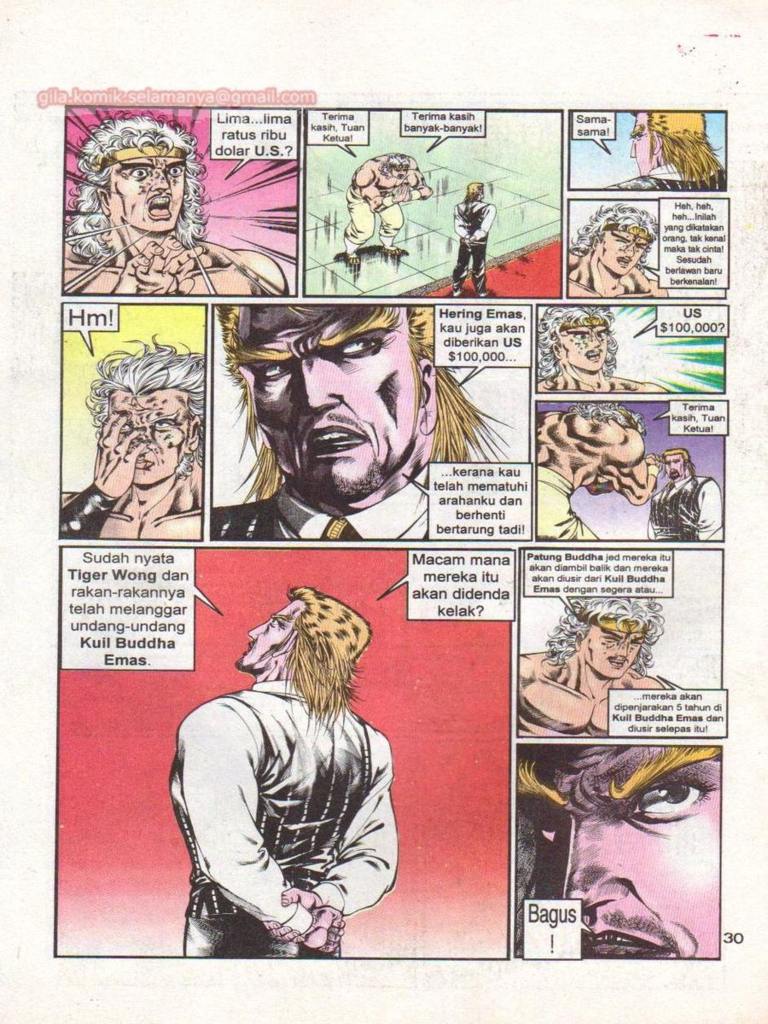 gila.komik.selamanya@gmail.com
Lima...lima
ratus ribu
dolar U.S.?
Terima
kasih, Tuan
Ketua!
Terima kasih
banyak-banyak!
Sama-
sama!
Heh, heh,
heh...Inilah
yang dikatakan
orang, tak kenal
maka tak cinta!
Sesudah
berlawan baru
berkenalan!
Hm!
Hering Emas,
kau juga akan
diberikan US
$100,000...
...kerana kau
telah mematuhi
arahanku dan
berhenti
bertarung tadi!
US
$100,000?
Terima
kasih, Tuan
Ketua!
Sudah nyata
Tiger Wong dan
rakan-rakannya
telah melanggar
undang-undang
Kuil Buddha
Emas.
Macam mana
mereka itu
akan didenda
kelak?
Patung Buddha jed mereka itu
akan diambil balik dan mereka
akan diusir dari Kuil Buddha
Emas dengan segera atau...
...mereka akan
dipenjarakan 5 tahun di
Kuil Buddha Emas dan
diusir selepas itu!
Bagus
!
30